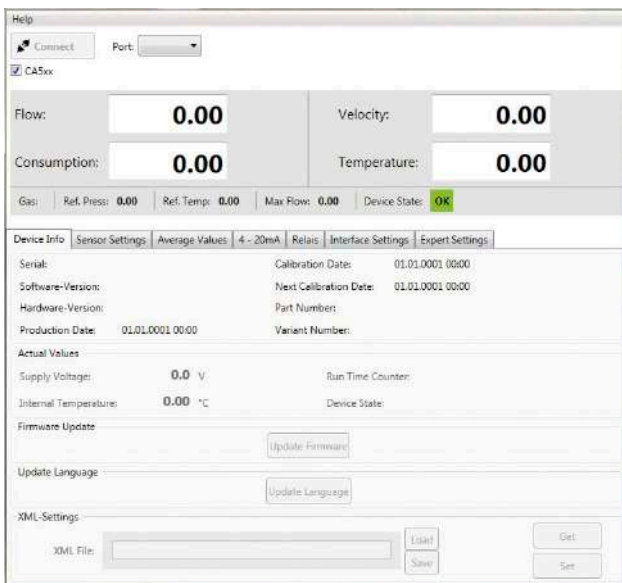 Help
Connect Port:
CA5xx
Flow: 0.00 Velocity: 0.00
Consumption: 0.00 Temperature: 0.00
Gas: Ref. Press: 0.00 Ref. Temp: 0.00 Max Flow: 0.00 Device State: OK
Device Info Sensor Settings Average Values 4 - 20mA Relais Interface Settings Expert Settings
Serial: Calibration Date: 01.01.0001 00:00
Software-Version: Next Calibration Date: 01.01.0001 00:00
Hardware-Version: Part Number:
Production Date: 01.01.0001 00:00 Variant Number:
Actual Values
Supply Voltage: 0.0 V Run Time Counter:
Internal Temperature: 0.00 °C Device State:
Firmware Update
Update Firmware
Update Language
Update Language
XML-Settings
XML File: Load Get
Save Set